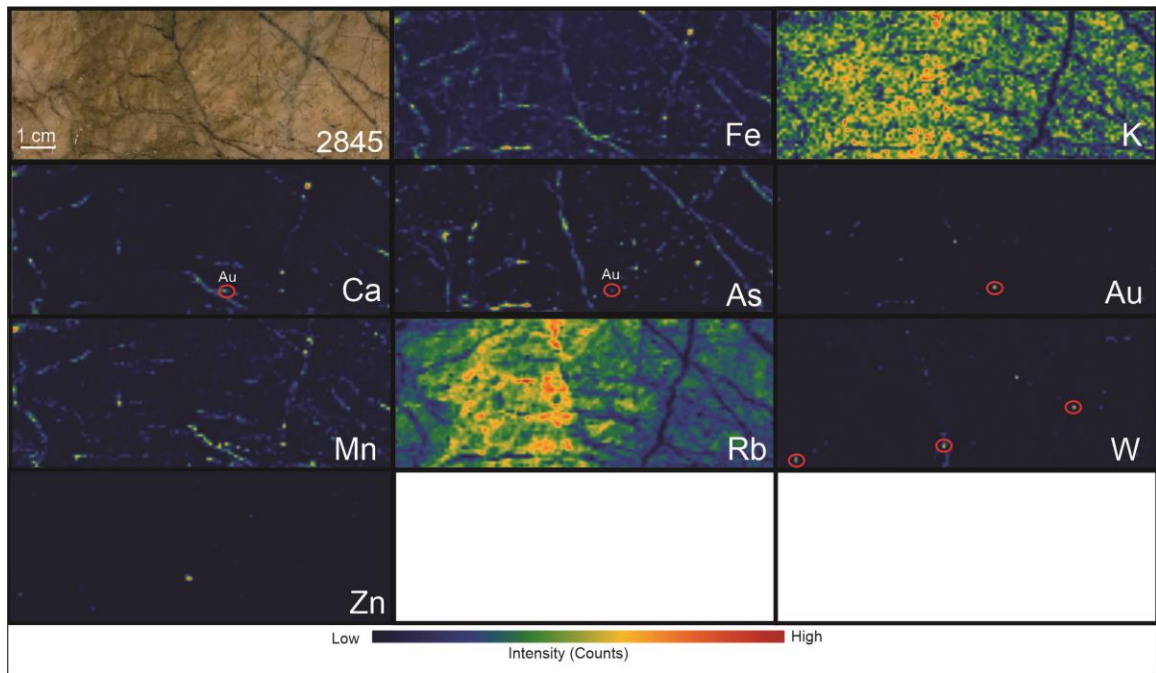 1 cm
2845
Fe
K
Au
Ca
Au
As
Au
Mn
Rb
W
Zn
Low
High
Intensity (Counts)